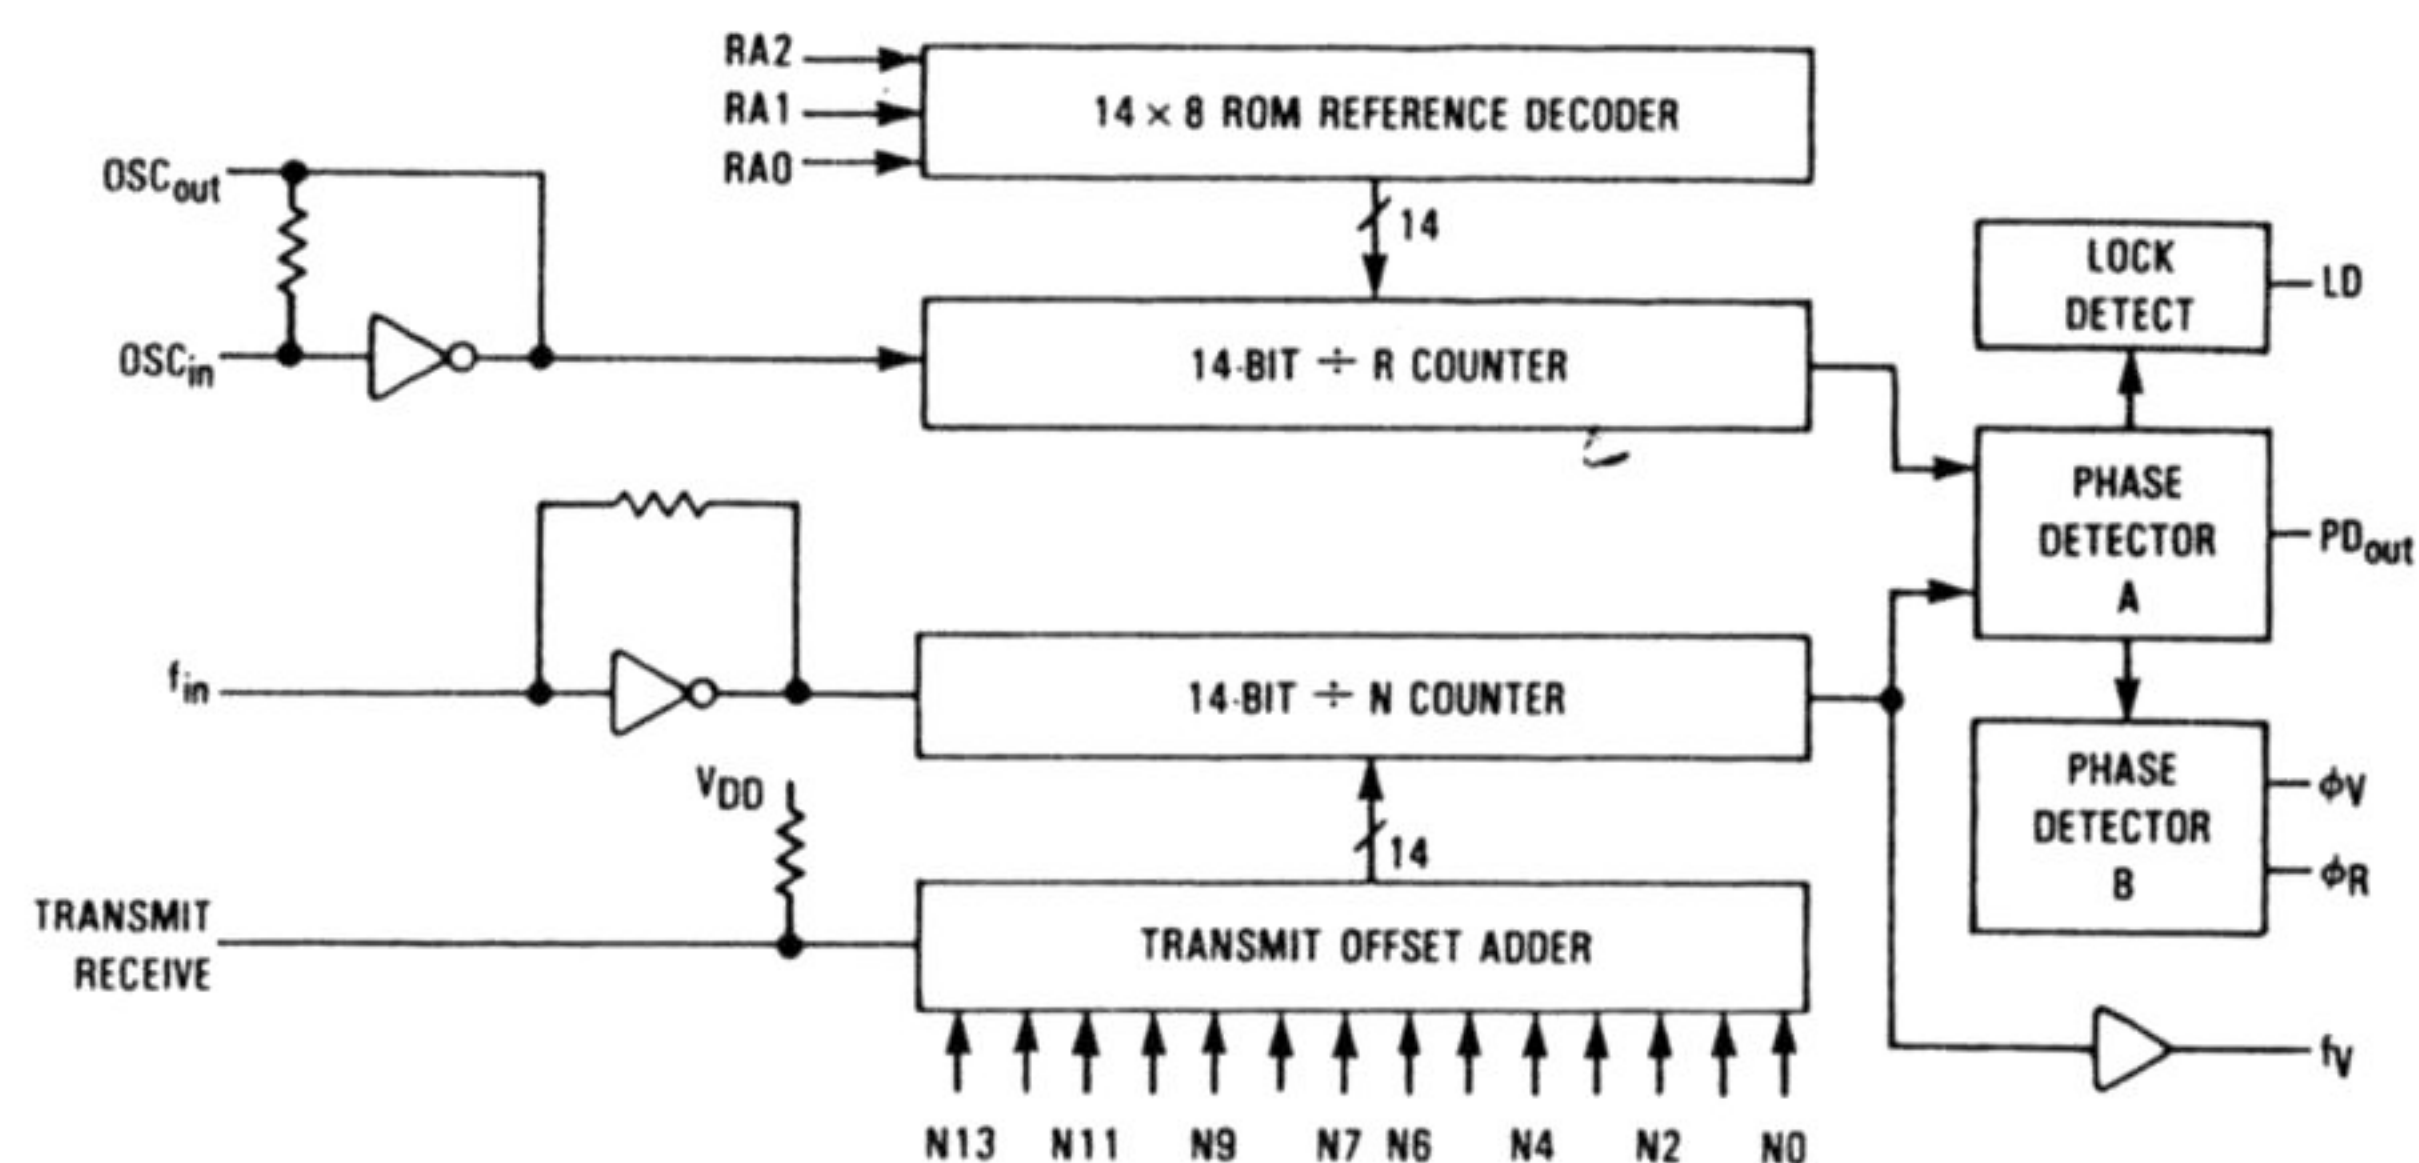 RA2
RA1
RA0
14 × 8 ROM REFERENCE DECODER
OSCout
OSCin
14
14-BIT ÷ R COUNTER
LOCK
DETECT
LD
PHASE
DETECTOR
A
PDout
fin
14-BIT ÷ N COUNTER
VDD
14
TRANSMIT
RECEIVE
TRANSMIT OFFSET ADDER
PHASE
DETECTOR
B
ϕV
ϕR
fV
N13 N11 N9 N7 N6 N4 N2 N0